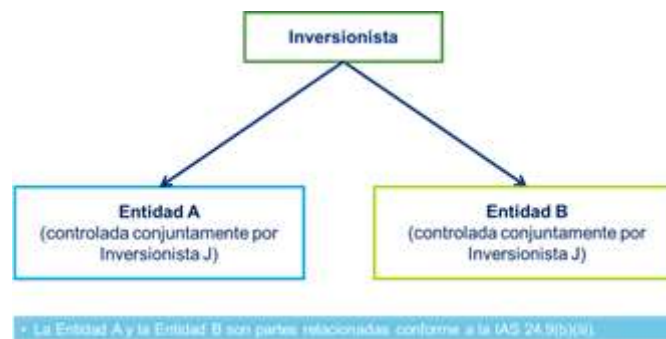 Inversionista
Entidad A
(controlada conjuntamente por
Inversionista J)
Entidad B
(controlada conjuntamente por
Inversionista J)
• La Entidad A y la Entidad B son partes relacionadas conforme a la IAS 24.9(b)(iii).